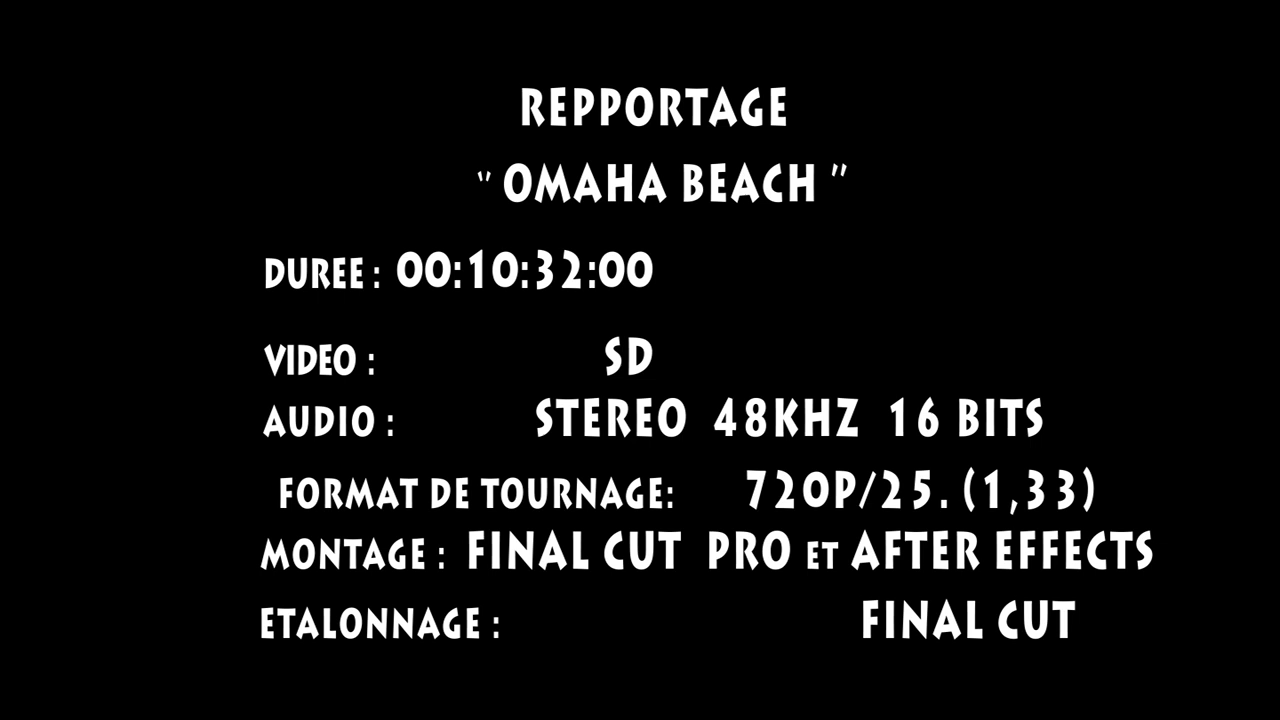 REPPORTAGE
" OMAHA BEACH "
DUREE : 00:10:32:00
VIDEO : SD
AUDIO : STEREO 48KHZ 16 BITS
FORMAT DE TOURNAGE: 720P/25. (1,33)
MONTAGE : FINAL CUT PRO ET AFTER EFFECTS
ETALONNAGE : FINAL CUT